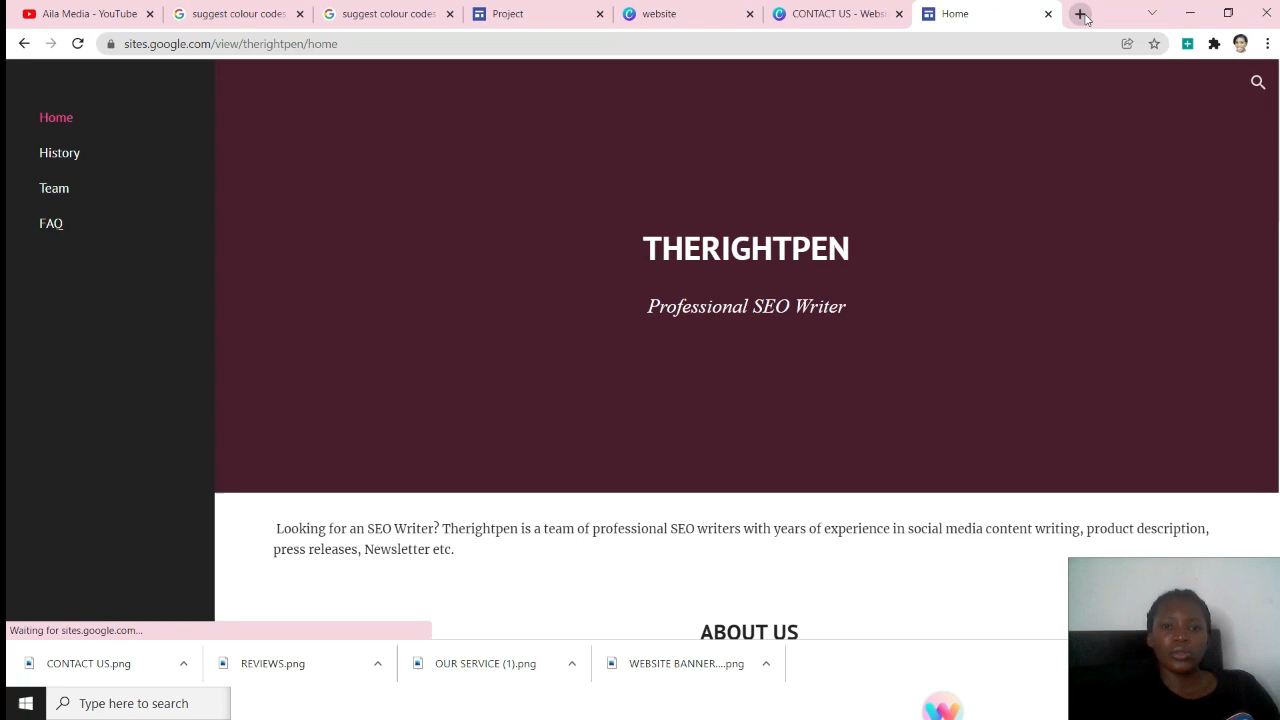 Aila Media - YouTube
suggest colour codes
suggest colour codes
Project
website
CONTACT US - Websi
Home
sites.google.com/view/therightpen/home
Home
History
Team
FAQ
THERIGHTPEN
Professional SEO Writer
Looking for an SEO Writer? Therightpen is a team of professional SEO writers with years of experience in social media content writing, product description,
press releases, Newsletter etc.
ABOUT US
Waiting for sites.google.com...
CONTACT US.png
REVIEWS.png
OUR SERVICE (1).png
WEBSITE BANNER....png
Type here to search